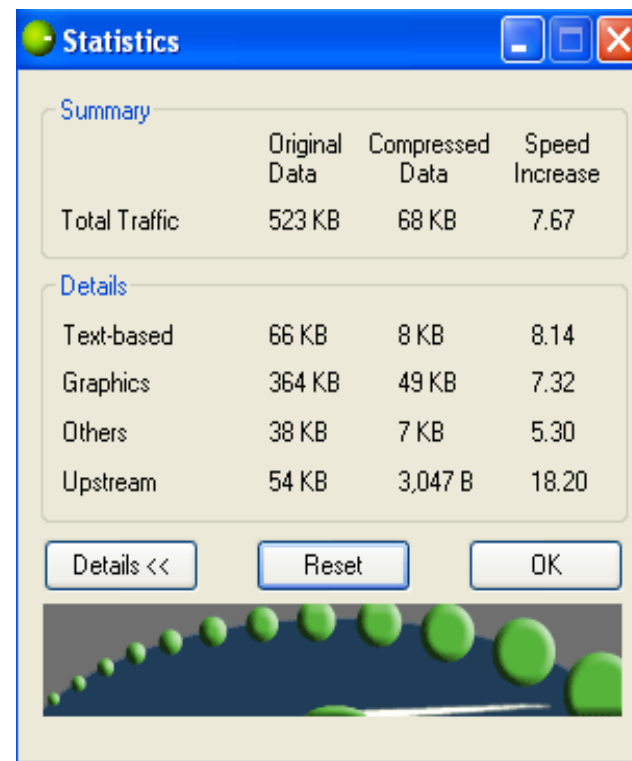 Statistics
Summary
Original Data Compressed Data Speed Increase
Total Traffic 523 KB 68 KB 7.67
Details
Text-based 66 KB 8 KB 8.14
Graphics 364 KB 49 KB 7.32
Others 38 KB 7 KB 5.30
Upstream 54 KB 3,047 B 18.20
Details << Reset OK